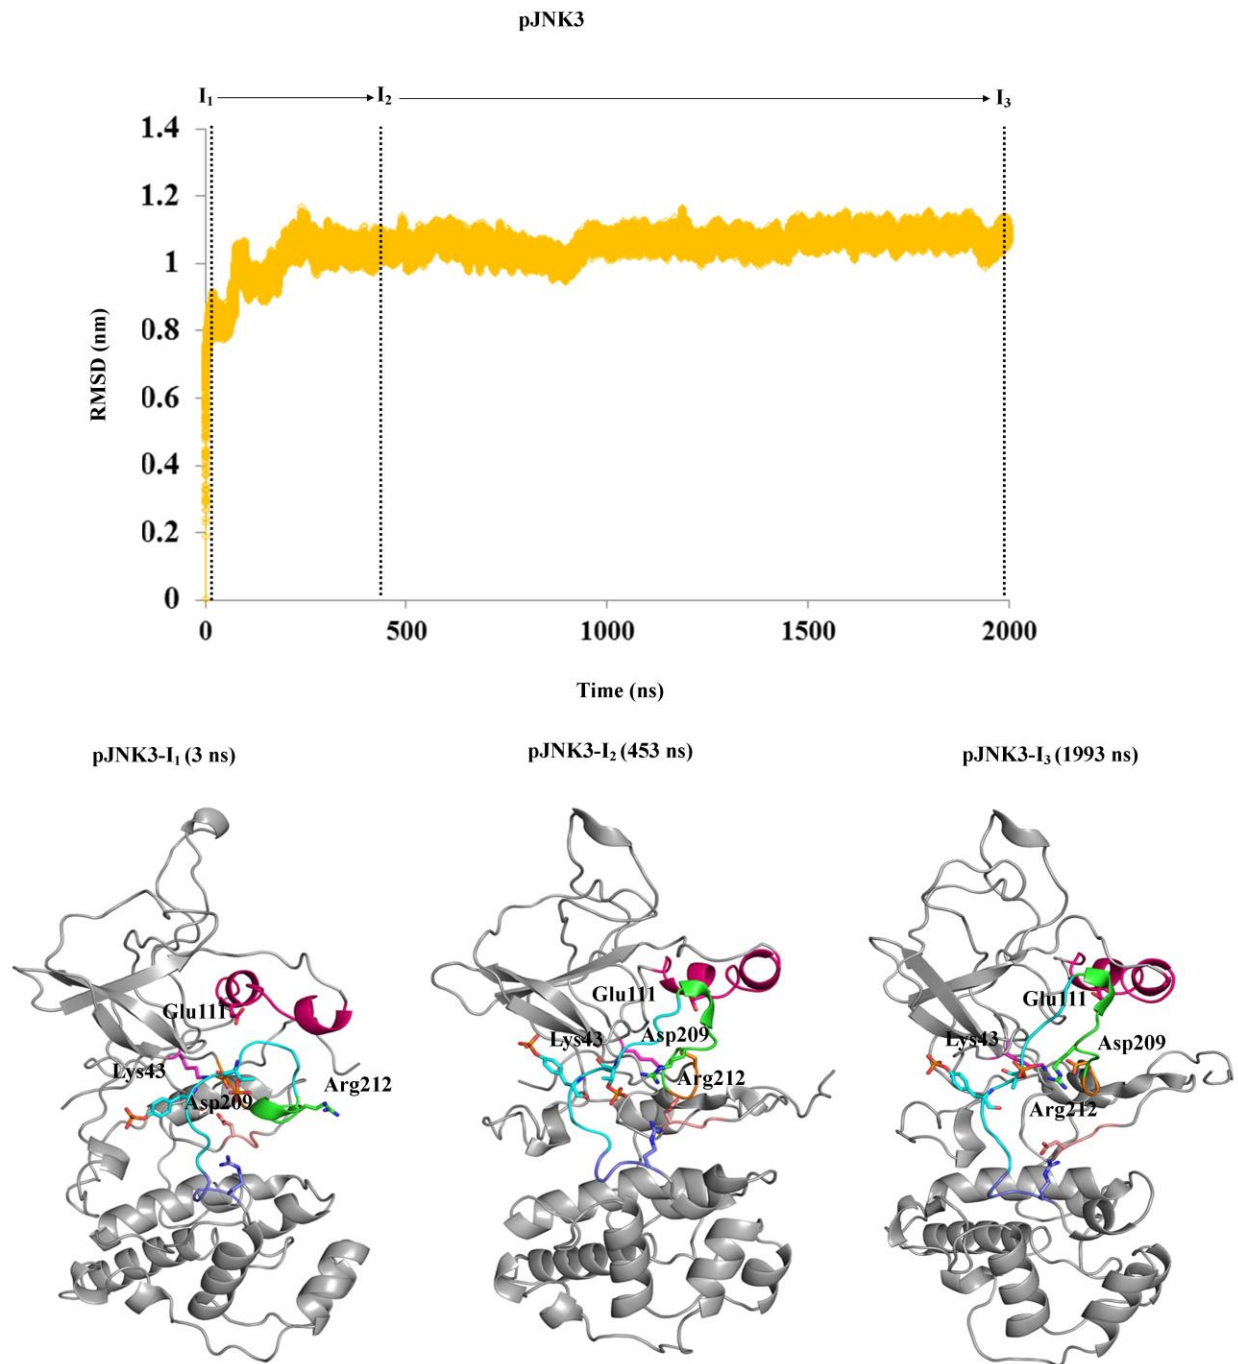 pJNK3
I₁ I₂ I₃
1.4
1.2
1
0.8
0.6
0.4
0.2
0
RMSD (nm)
0 500 1000 1500 2000
Time (ns)
pJNK3-I₁ (3 ns) pJNK3-I₂ (453 ns) pJNK3-I₃ (1993 ns)
Glu111
Lys43
Asp209
Arg212
Glu111
Lys43
Asp209
Arg212
Glu111
Lys43
Asp209
Arg212